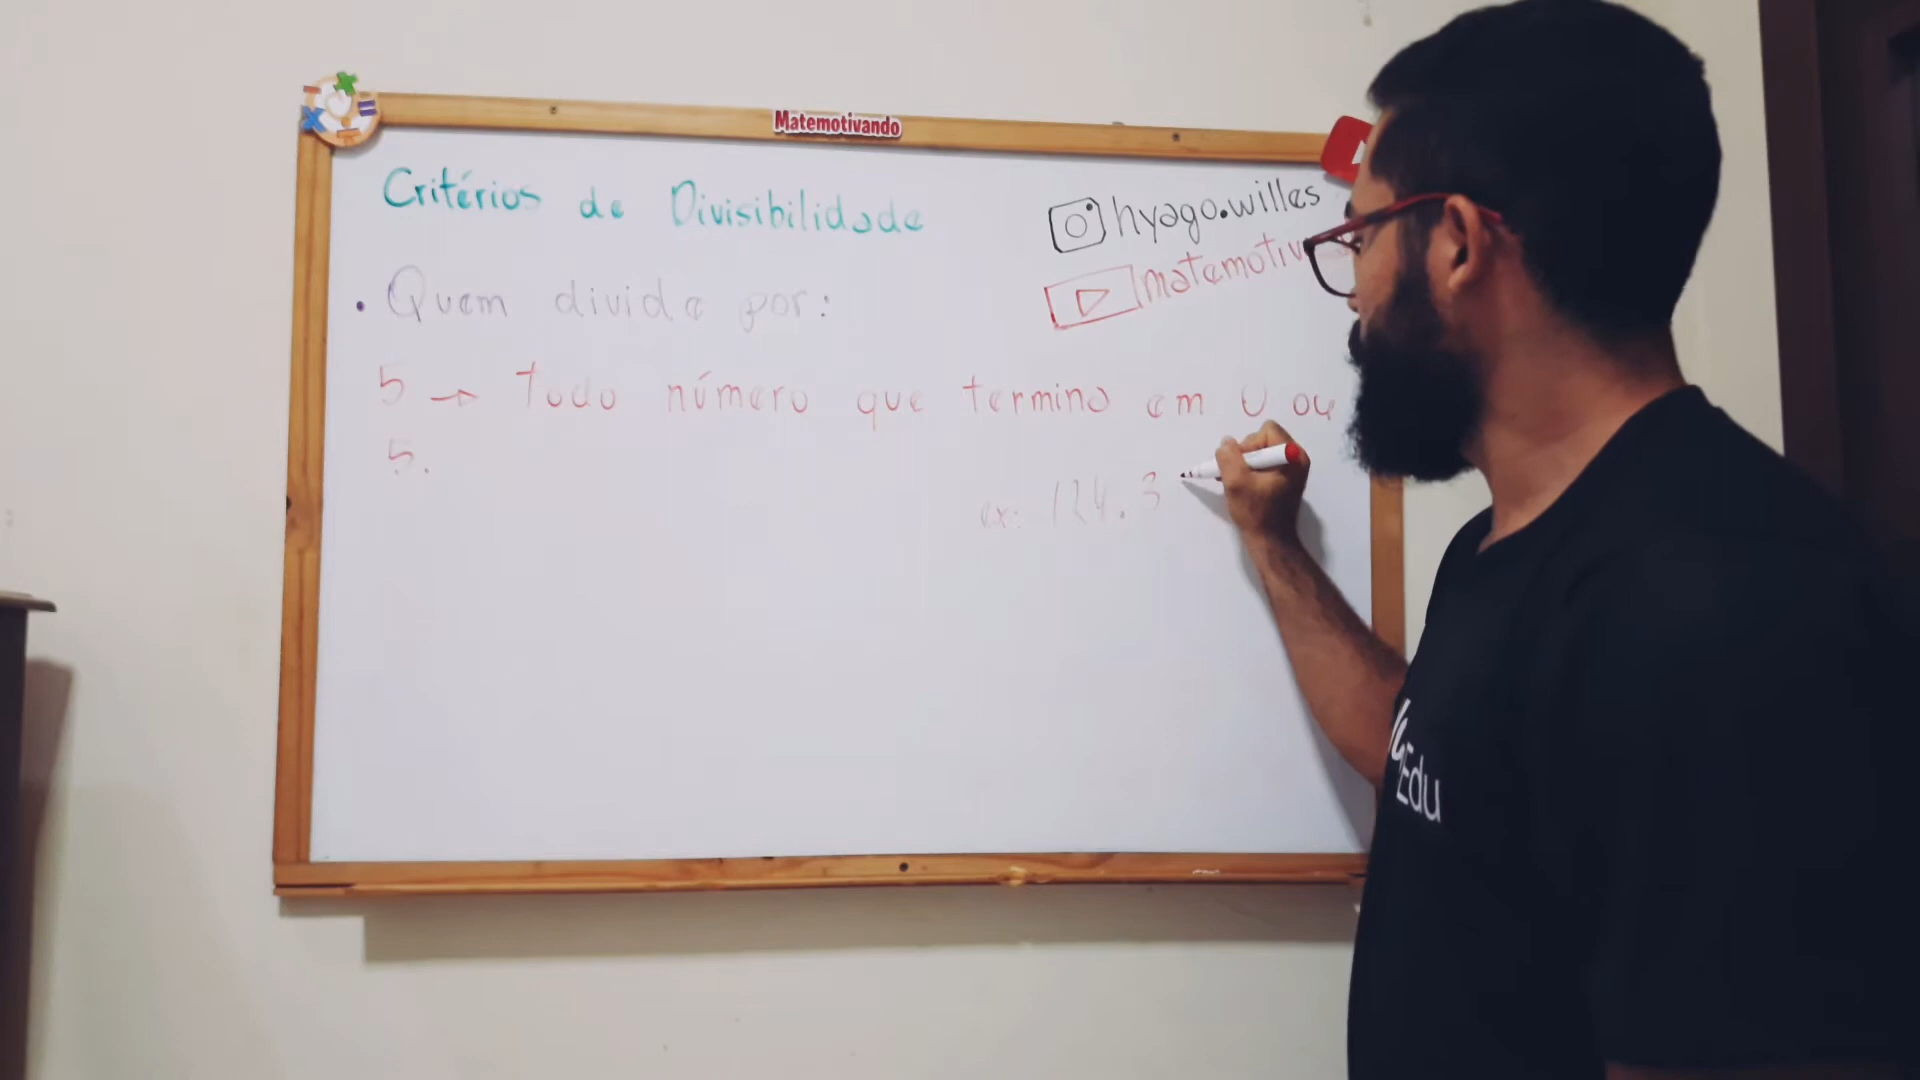 Matemotivando
Critérios de Divisibilidade
hyago.willes
matemotiv
• Quem divide por:
5 → Todo número que termina em 0 ou
5.
ex: 124.3
Edu